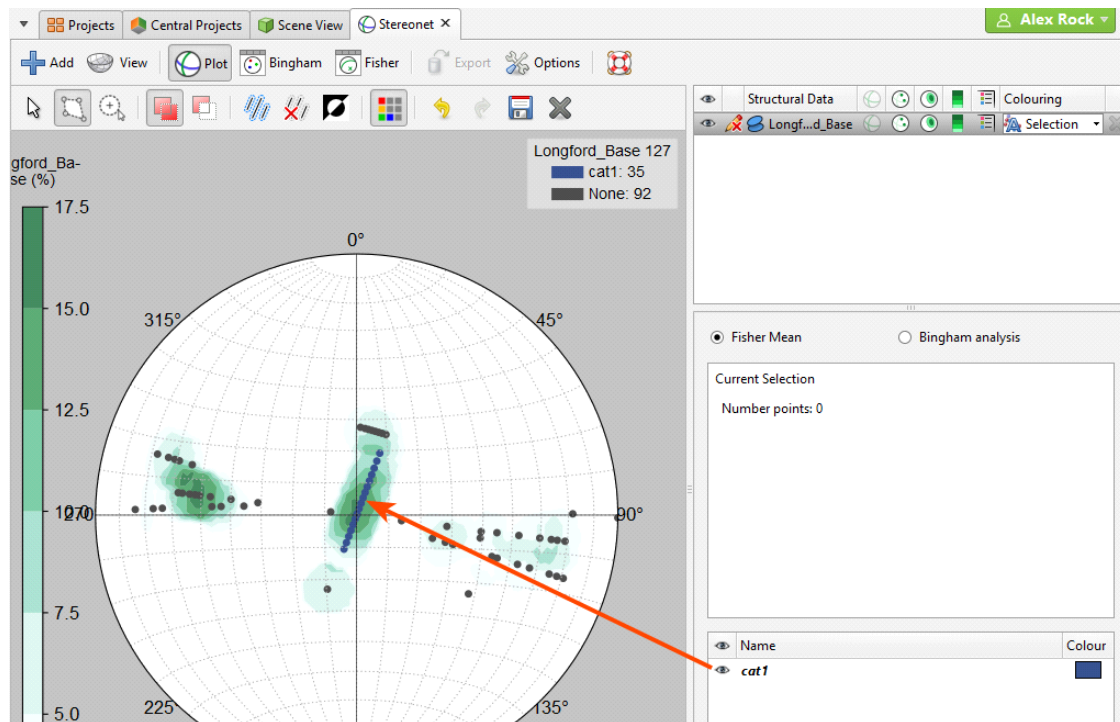 Projects Central Projects Scene View Stereonet Alex Rock
Add View Plot Bingham Fisher Export Options
Structural Data Colouring
Longf...d_Base Selection
gford_Ba-
se (%)
Longford_Base 127
cat1: 35
None: 92
17.5
15.0
12.5
10.0
7.5
5.0
0°
315°
45°
270°
90°
225°
135°
Fisher Mean Bingham analysis
Current Selection
Number points: 0
Name Colour
cat1